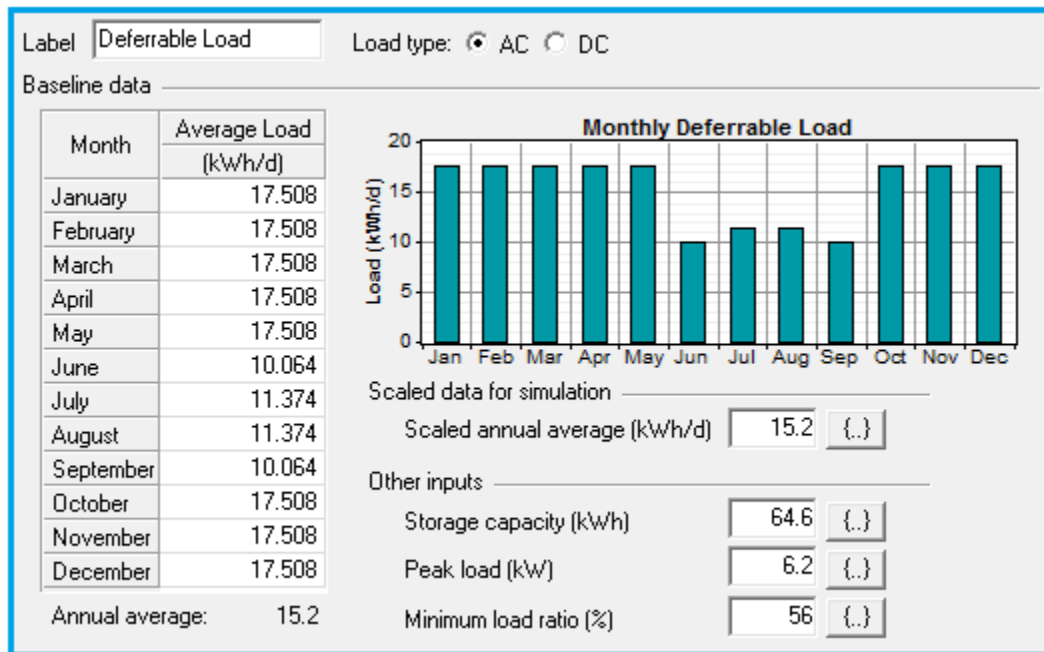 Label Deferrable Load Load type: AC DC
Baseline data
Month Average Load
(kWh/d)
January 17.508
February 17.508
March 17.508
April 17.508
May 17.508
June 10.064
July 11.374
August 11.374
September 10.064
October 17.508
November 17.508
December 17.508
Annual average: 15.2
Monthly Deferrable Load
Load (kWh/d)
20
15
10
5
0
Jan Feb Mar Apr May Jun Jul Aug Sep Oct Nov Dec
Scaled data for simulation
Scaled annual average (kWh/d) 15.2 {..}
Other inputs
Storage capacity (kWh) 64.6 {..}
Peak load (kW) 6.2 {..}
Minimum load ratio (%) 56 {..}